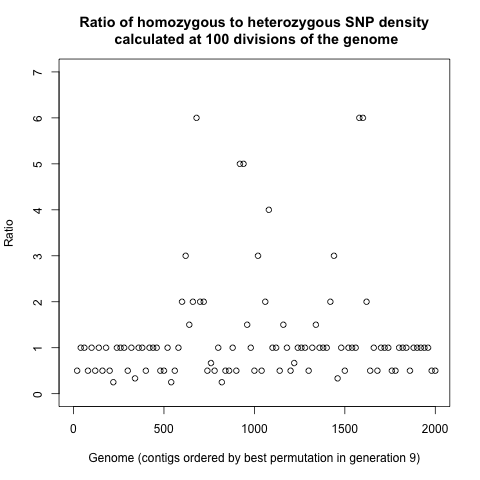 Ratio of homozygous to heterozygous SNP density
calculated at 100 divisions of the genome
Ratio
7
6
5
4
3
2
1
0
0 500 1000 1500 2000
Genome (contigs ordered by best permutation in generation 9)